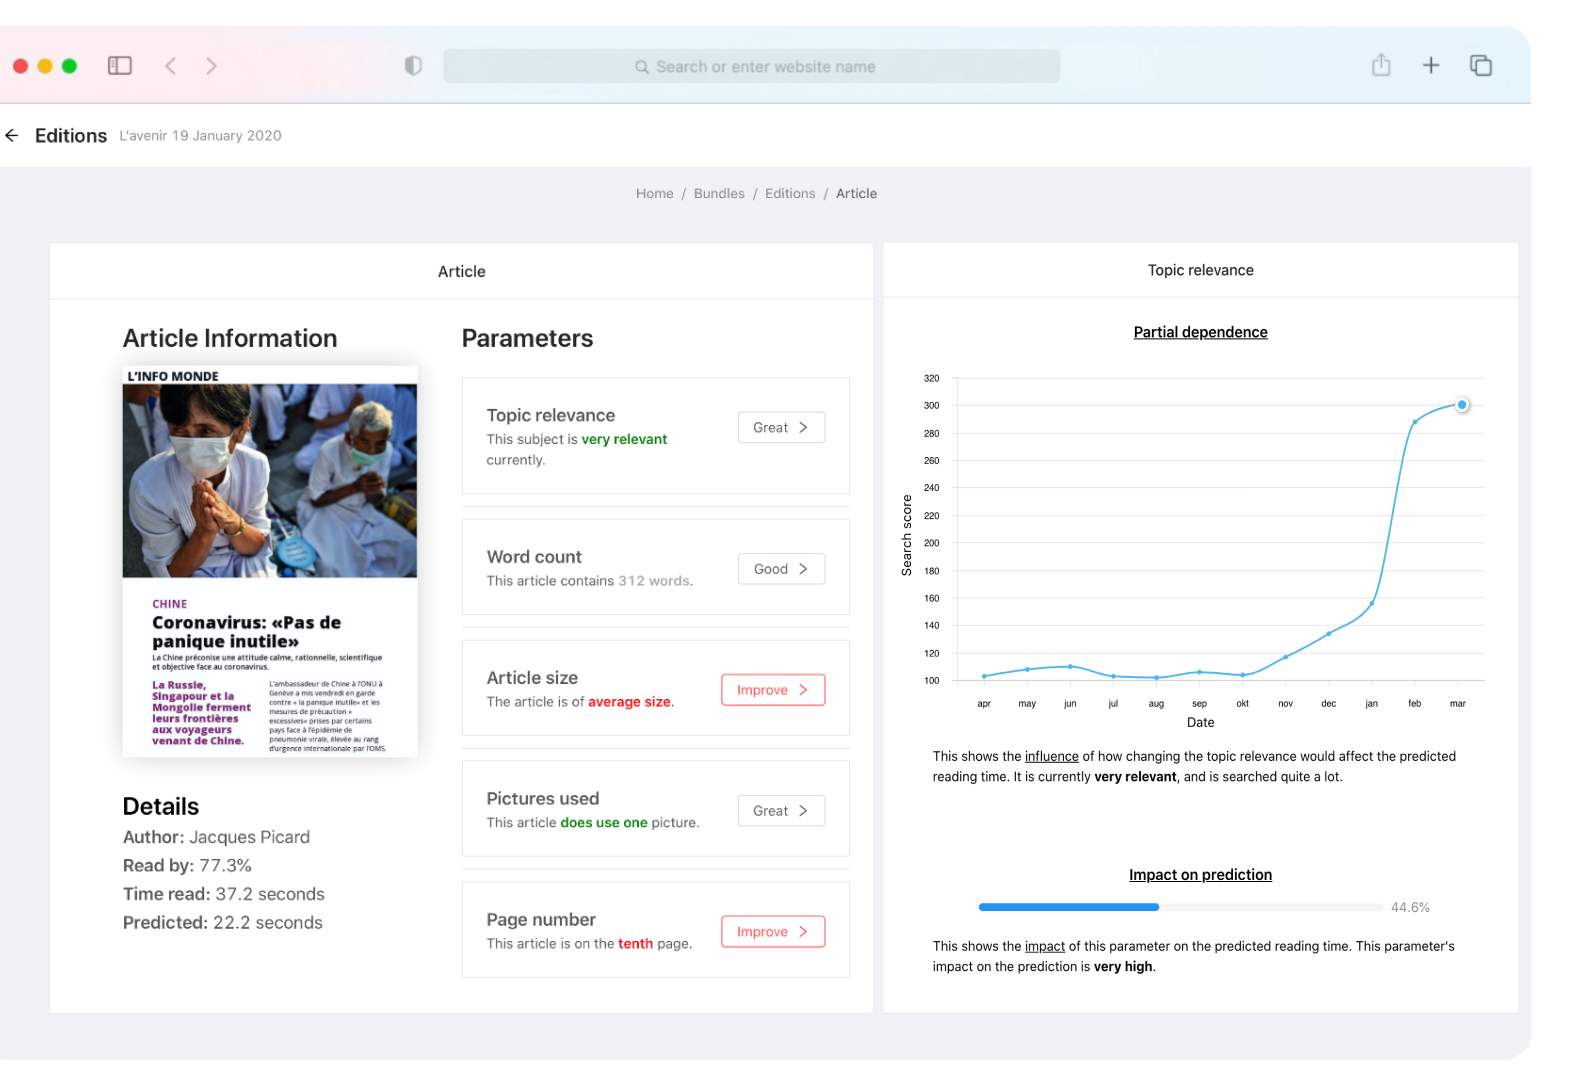 Search or enter website name
Editions L'avenir 19 January 2020
Home / Bundles / Editions / Article
Article
Article Information
L'INFO MONDE
CHINE
Coronavirus: «Pas de
panique inutile»
La Chine préconise une attitude calme, rationnelle, scientifique
et objective face au coronavirus.
La Russie,
Singapour et la
Mongolie ferment
leurs frontières
aux voyageurs
venant de Chine.
L'ambassadeur de Chine à l'ONU à
Genève a mis vendredi en garde
contre « la panique inutile» et les
mesures de précaution «
excessives» prises par certains
pays face à l'épidémie de
pneumonie virale, élevée au rang
d'urgence internationale par l'OMS.
Details
Author: Jacques Picard
Read by: 77.3%
Time read: 37.2 seconds
Predicted: 22.2 seconds
Parameters
Topic relevance
This subject is very relevant
currently.
Great
Word count
This article contains 312 words.
Good
Article size
The article is of average size.
Improve
Pictures used
This article does use one picture.
Great
Page number
This article is on the tenth page.
Improve
Topic relevance
Partial dependence
Search score
320
300
280
260
240
220
200
180
160
140
120
100
apr may jun jul aug sep okt nov dec jan feb mar
Date
This shows the influence of how changing the topic relevance would affect the predicted
reading time. It is currently very relevant, and is searched quite a lot.
Impact on prediction
44.6%
This shows the impact of this parameter on the predicted reading time. This parameter's
impact on the prediction is very high.